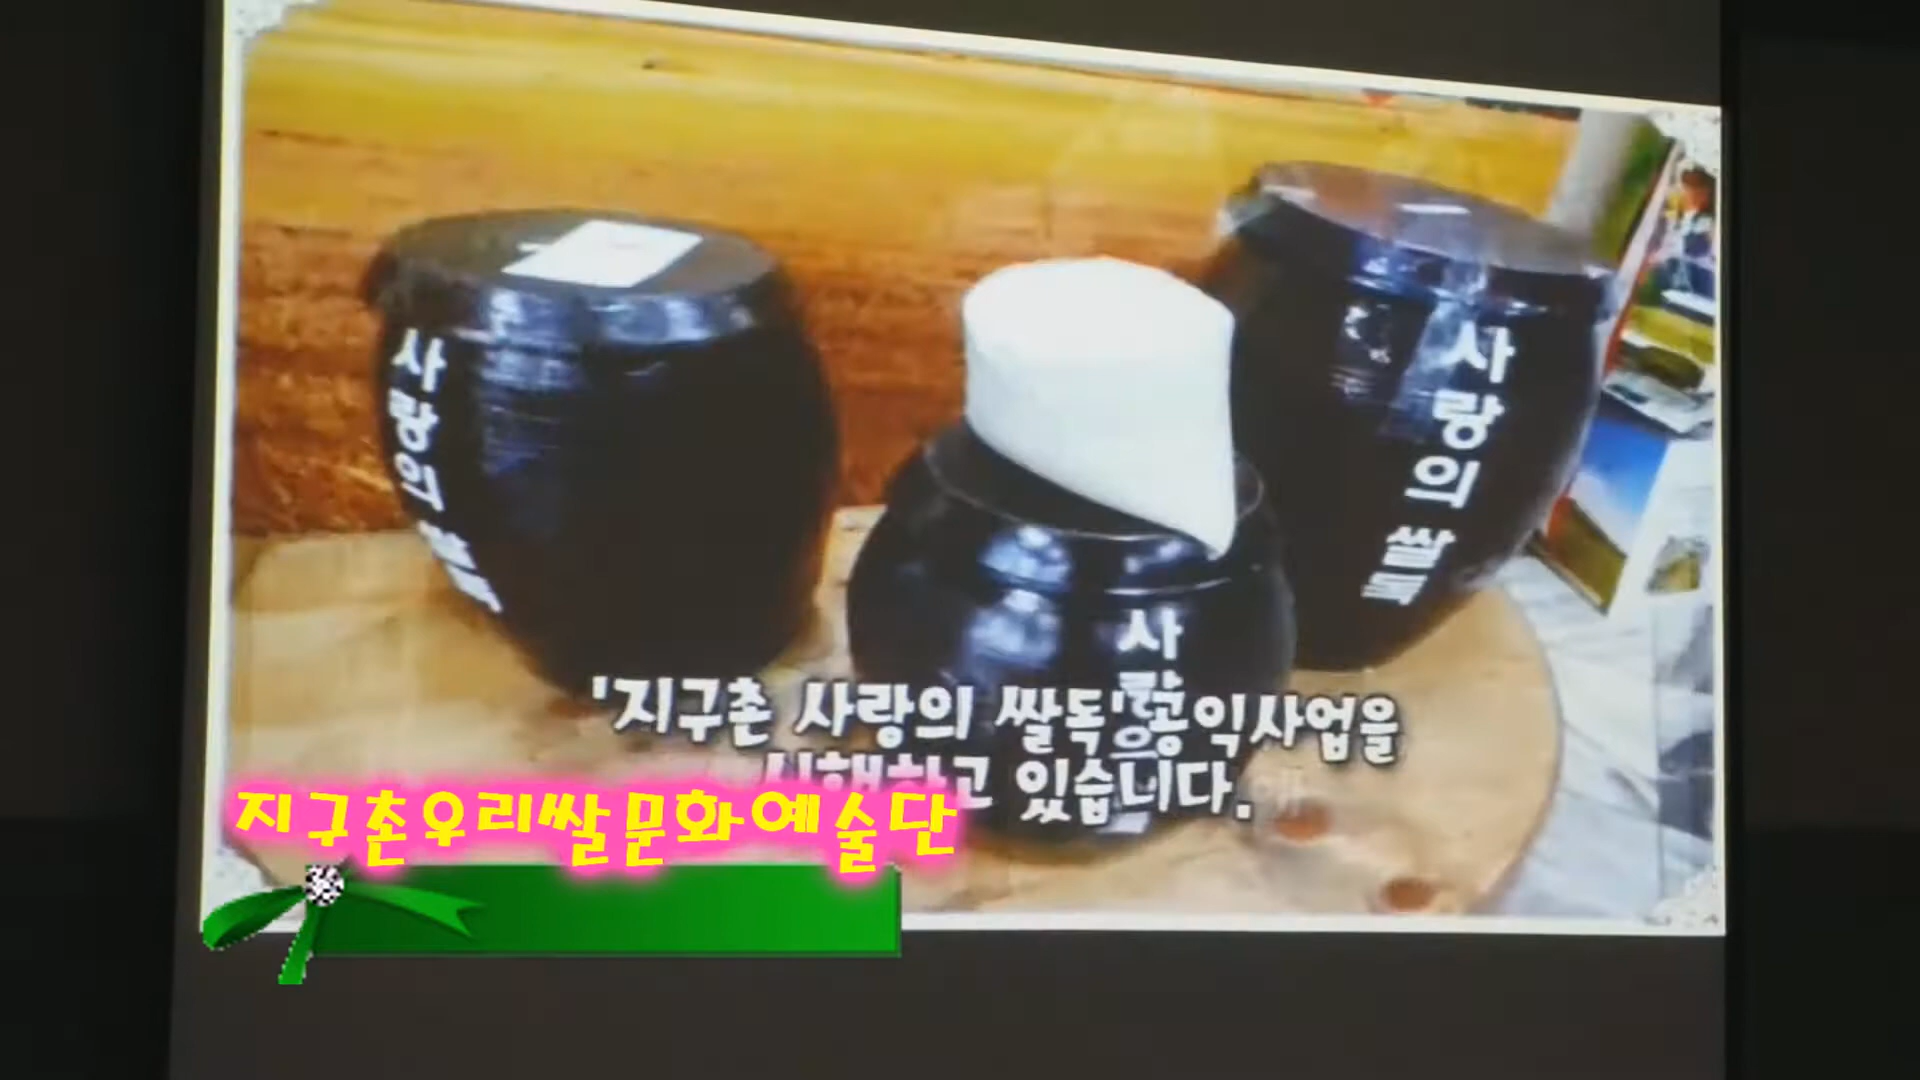 사랑의 쌀독
사랑의 쌀독
사랑
'지구촌 사랑의 쌀독' 공익사업을
시행하고 있습니다.
지구촌우리쌀문화예술단